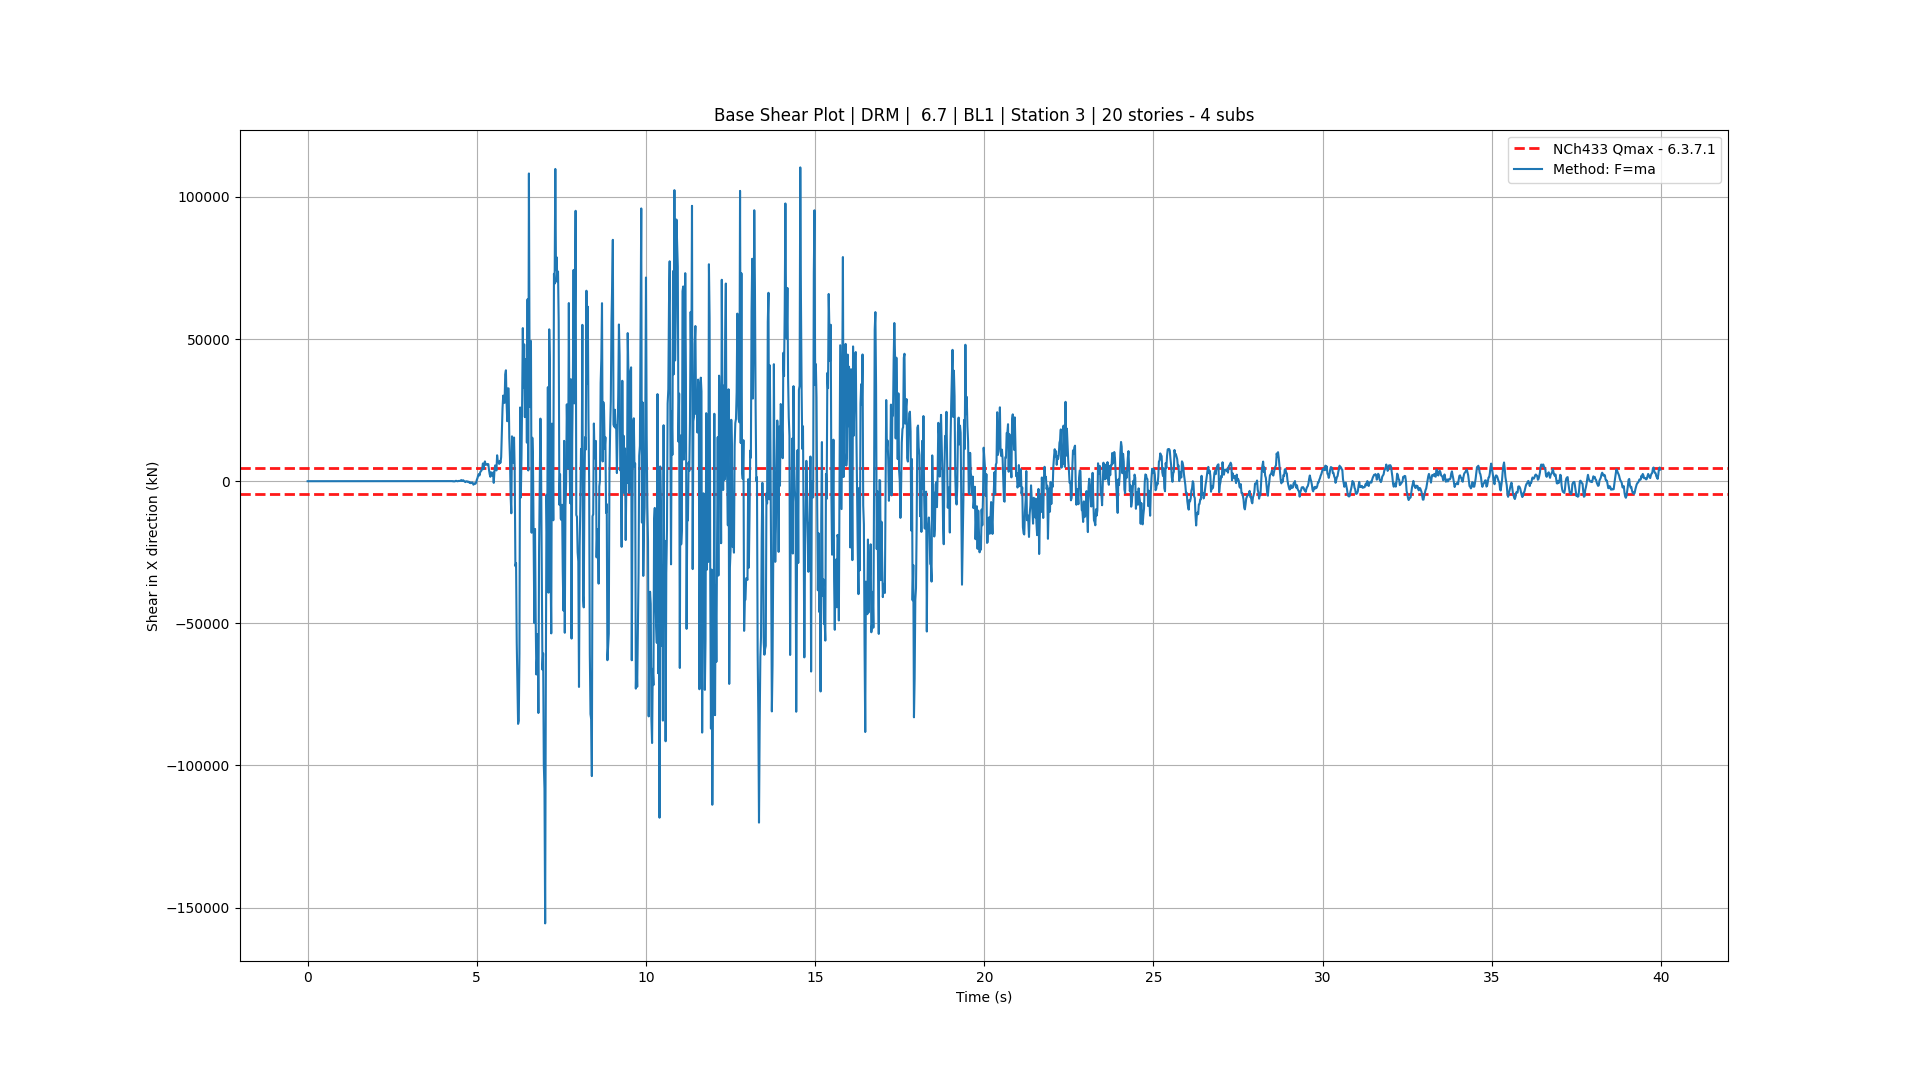 Base Shear Plot | DRM |  6.7 | BL1 | Station 3 | 20 stories - 4 subs
NCh433 Qmax - 6.3.7.1
Method: F=ma
Shear in X direction (kN)
100000
50000
0
−50000
−100000
−150000
0 5 10 15 20 25 30 35 40
Time (s)